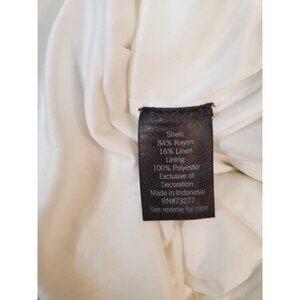 Shell:
84% Rayon
16% Linen
Lining:
100% Polyester
Exclusive of
Decoration
Made in Indonesia
RN#73277
See reverse for care